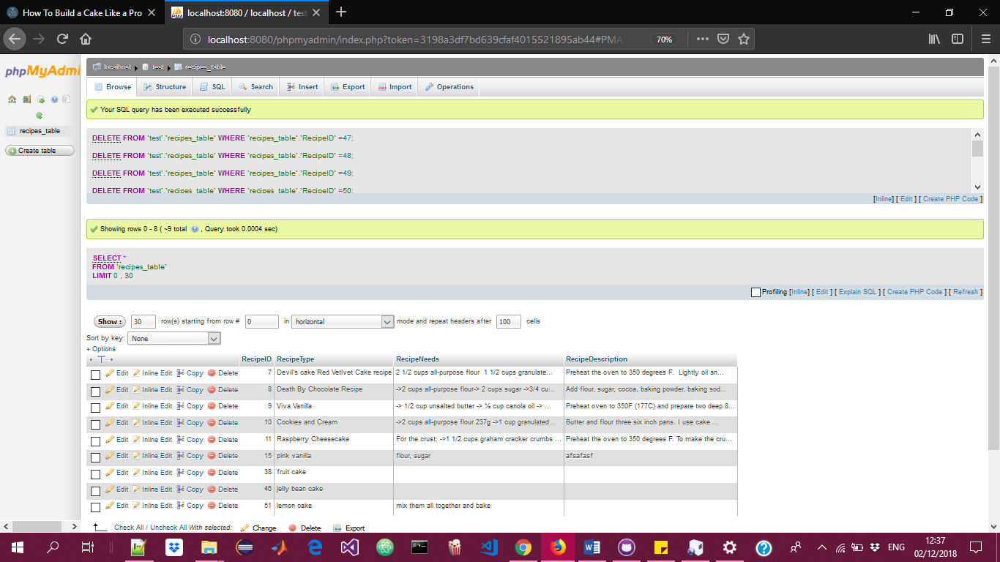 How To Build a Cake Like a Pro
localhost:8080 / localhost / test
localhost:8080/phpmyadmin/index.php?token=3198a3df7bd639cfaf4015521895ab44#PMA
70%
phpMyAdmi
localhost test recipes_table
Browse Structure SQL Search Insert Export Import Operations
recipes_table
Create table
Your SQL query has been executed successfully
DELETE FROM `test`.`recipes_table` WHERE `recipes_table`.`RecipeID` =47;
DELETE FROM `test`.`recipes_table` WHERE `recipes_table`.`RecipeID` =48;
DELETE FROM `test`.`recipes_table` WHERE `recipes_table`.`RecipeID` =49;
DELETE FROM `test`.`recipes_table` WHERE `recipes_table`.`RecipeID` =50;
[Inline] [ Edit ] [ Create PHP Code ]
Showing rows 0 - 8 ( ~9 total , Query took 0.0004 sec)
SELECT *
FROM `recipes_table`
LIMIT 0 , 30
Profiling [Inline] [ Edit ] [ Explain SQL ] [ Create PHP Code ] [ Refresh ]
Show : 30 row(s) starting from row # 0 in horizontal mode and repeat headers after 100 cells
Sort by key: None
+ Options
←T→ RecipeID RecipeType RecipeNeeds RecipeDescription
Edit Inline Edit Copy Delete 7 Devil's cake Red Vetlvet Cake recipe 2 1/2 cups all-purpose flour 1 1/2 cups granulate... Preheat the oven to 350 degrees F. Lightly oil an...
Edit Inline Edit Copy Delete 8 Death By Chocolate Recipe ->2 cups all-purpose flour-> 2 cups sugar ->3/4 cu... Add flour, sugar, cocoa, baking powder, baking sod...
Edit Inline Edit Copy Delete 9 Viva Vanilla -> 1/2 cup unsalted butter -> ⅓ cup canola oil -> ... Preheat oven to 350F (177C) and prepare two deep 8...
Edit Inline Edit Copy Delete 10 Cookies and Cream ->2 cups all-purpose flour 237g ->1 cup granulated... Butter and flour three six inch pans. I use cake ...
Edit Inline Edit Copy Delete 11 Raspberry Cheesecake For the crust: ->1 1/2 cups graham cracker crumbs ... Preheat the oven to 350 degrees F. To make the cru...
Edit Inline Edit Copy Delete 15 pink vanilla flour, sugar afsafasf
Edit Inline Edit Copy Delete 38 fruit cake
Edit Inline Edit Copy Delete 46 jelly bean cake
Edit Inline Edit Copy Delete 51 lemon cake mix them all together and bake
Check All / Uncheck All With selected: Change Delete Export
ENG
12:37
02/12/2018